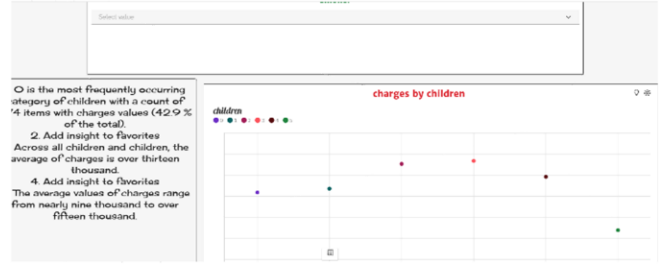 Select value
O is the most frequently occurring
category of children with a count of
74 items with charges values (42.9 %
of the total).
2. Add insight to favorites
Across all children and children, the
average of charges is over thirteen
thousand.
4. Add insight to favorites
The average values of charges range
from nearly nine thousand to over
fifteen thousand.
charges by children
children